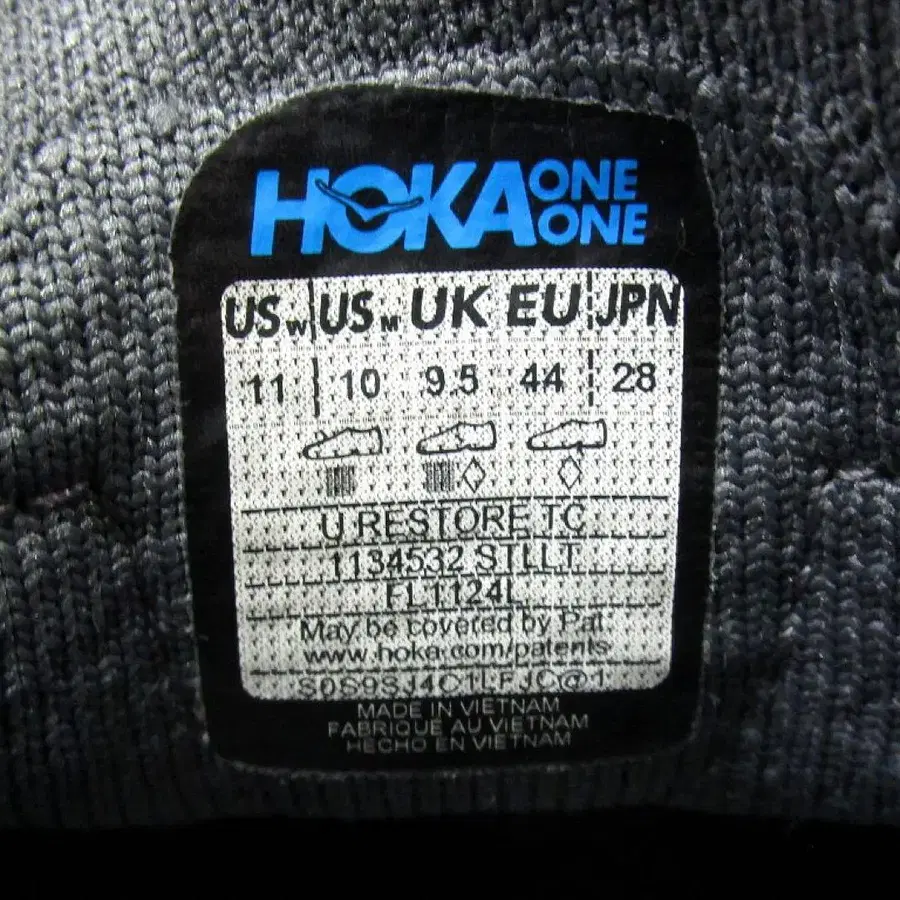 HOKA ONE ONE
US W US M UK EU JPN
11 10 9.5 44 28
U RESTORE TC
1134532 STLLT
FL1124L
May be covered by Pat:
www.hoka.com/patents
S0S9SJ4C1LFJC@1
MADE IN VIETNAM
FABRIQUE AU VIETNAM
HECHO EN VIETNAM